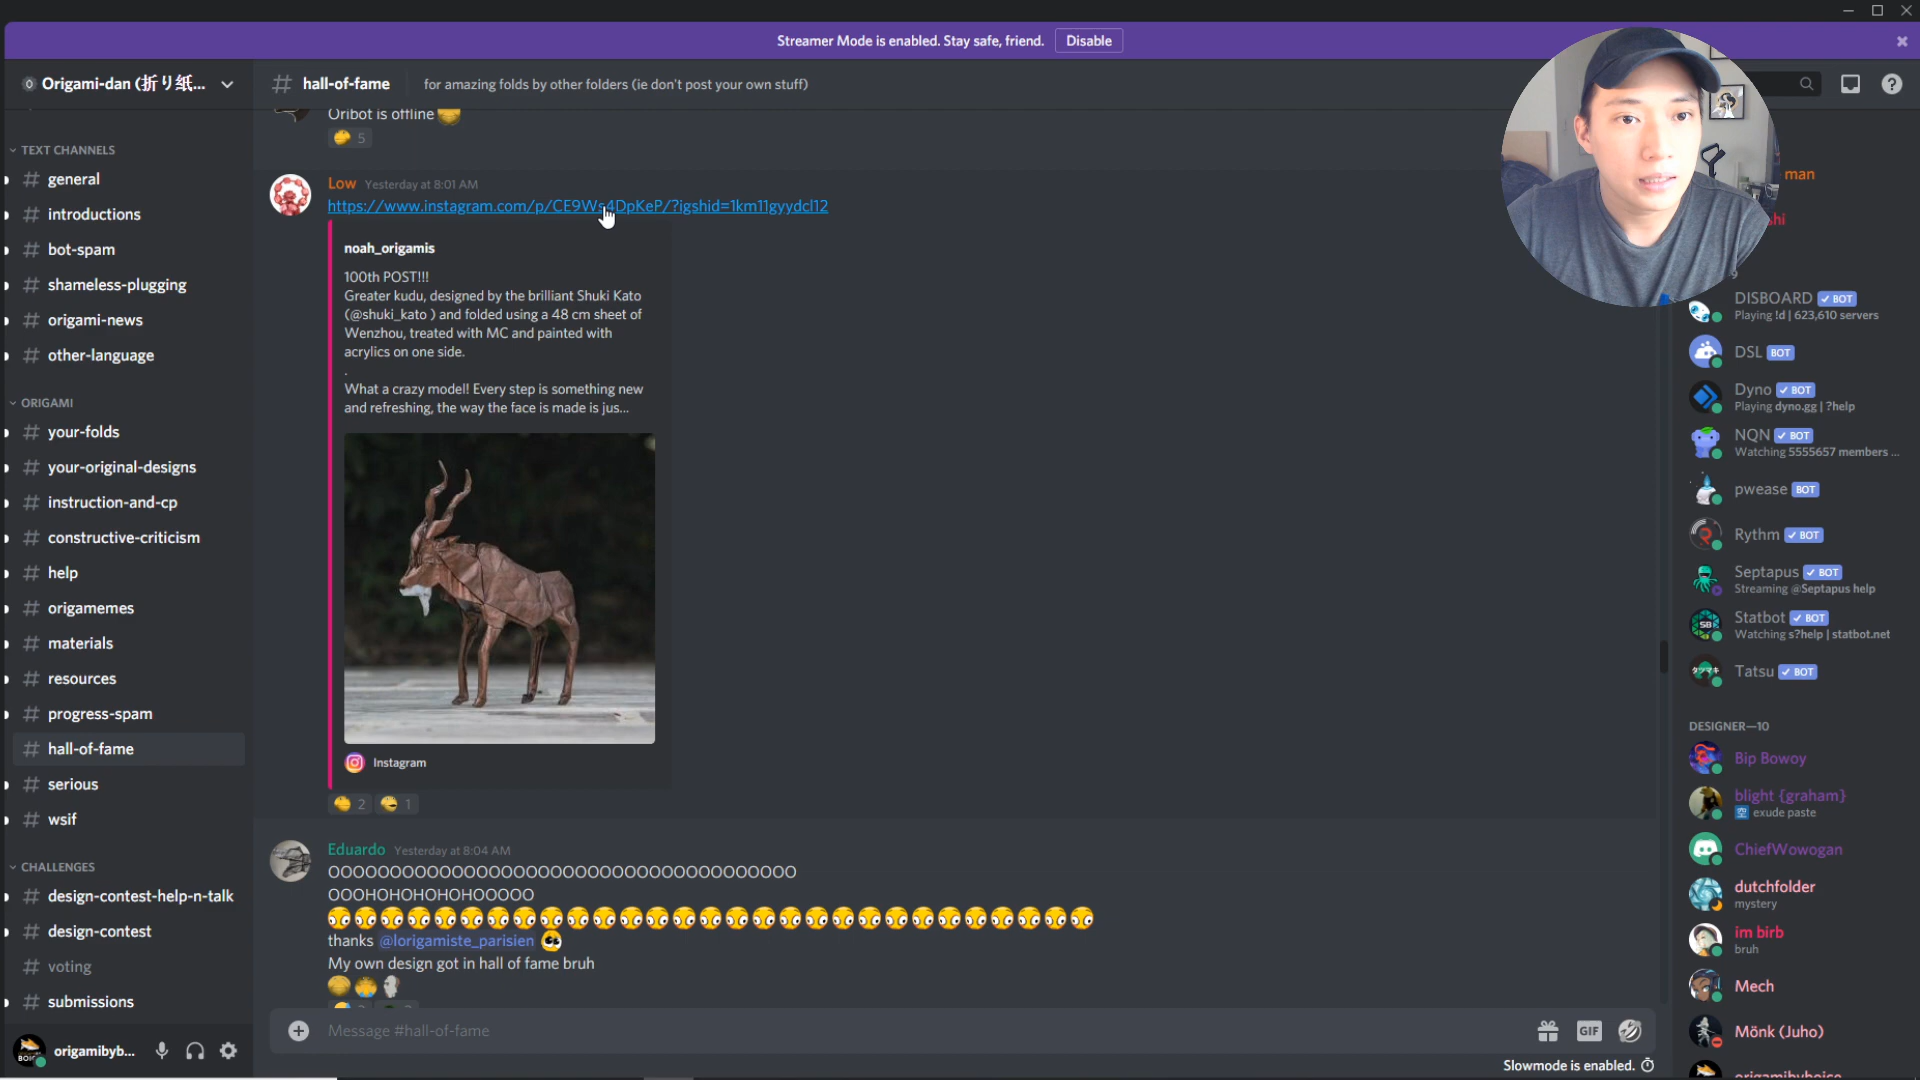 Streamer Mode is enabled. Stay safe, friend.
Disable
Origami-dan (折り紙...
# hall-of-fame
for amazing folds by other folders (ie don't post your own stuff)
TEXT CHANNELS
# general
# introductions
# bot-spam
# shameless-plugging
# origami-news
# other-language
ORIGAMI
# your-folds
# your-original-designs
# instruction-and-cp
# constructive-criticism
# help
# origamemes
# materials
# resources
# progress-spam
# hall-of-fame
# serious
# wsif
CHALLENGES
# design-contest-help-n-talk
# design-contest
# voting
# submissions
origamibyb...
Oribot is offline
5
Low Yesterday at 8:01 AM
https://www.instagram.com/p/CE9Ws4DpKeP/?igshid=1km11gyydcl12
noah_origamis
100th POST!!!
Greater kudu, designed by the brilliant Shuki Kato
(@shuki_kato ) and folded using a 48 cm sheet of
Wenzhou, treated with MC and painted with
acrylics on one side.
.
What a crazy model! Every step is something new
and refreshing, the way the face is made is jus...
Instagram
2 1
Eduardo Yesterday at 8:04 AM
OOOOOOOOOOOOOOOOOOOOOOOOOOOOOOOOOOOOOO
OOOHOHOHOHOHOOOOO
thanks @lorigamiste_parisien
My own design got in hall of fame bruh
Message #hall-of-fame
GIF
Slowmode is enabled.
man
hi
DISBOARD BOT
Playing !d | 623,610 servers
DSL BOT
Dyno BOT
Playing dyno.gg | ?help
NQN BOT
Watching 5555657 members ...
pwease BOT
Rythm BOT
Septapus BOT
Streaming @Septapus help
Statbot BOT
Watching s?help | statbot.net
Tatsu BOT
DESIGNER—10
Bip Bowoy
blight {graham}
exude paste
ChiefWowogan
dutchfolder
mystery
im birb
bruh
Mech
Mönk (Juho)
origamibyboice